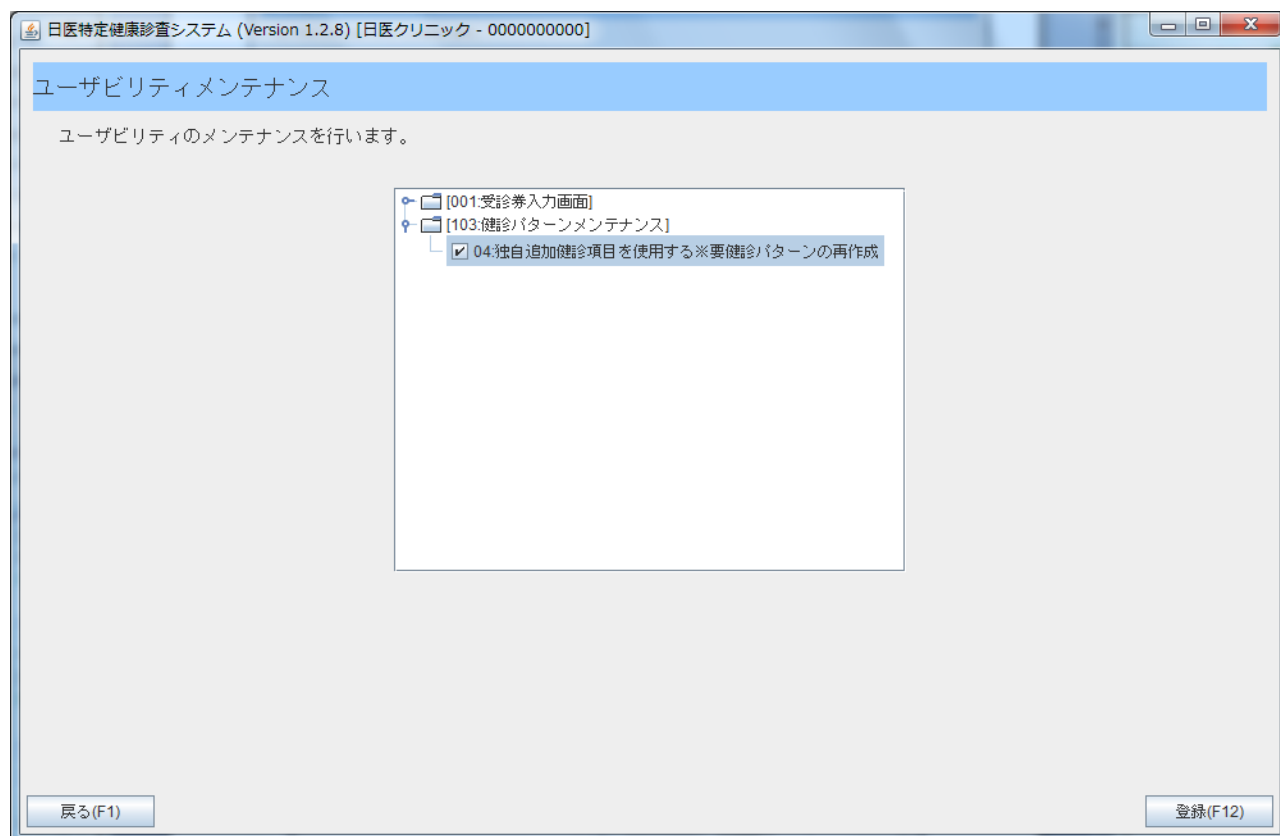 日医特定健康診査システム (Version 1.2.8) [日医クリニック - 0000000000]
ユーザビリティメンテナンス
ユーザビリティのメンテナンスを行います。
[001:受診券入力画面]
[103:健診パターンメンテナンス]
04:独自追加健診項目を使用する※要健診パターンの再作成
戻る(F1)
登録(F12)